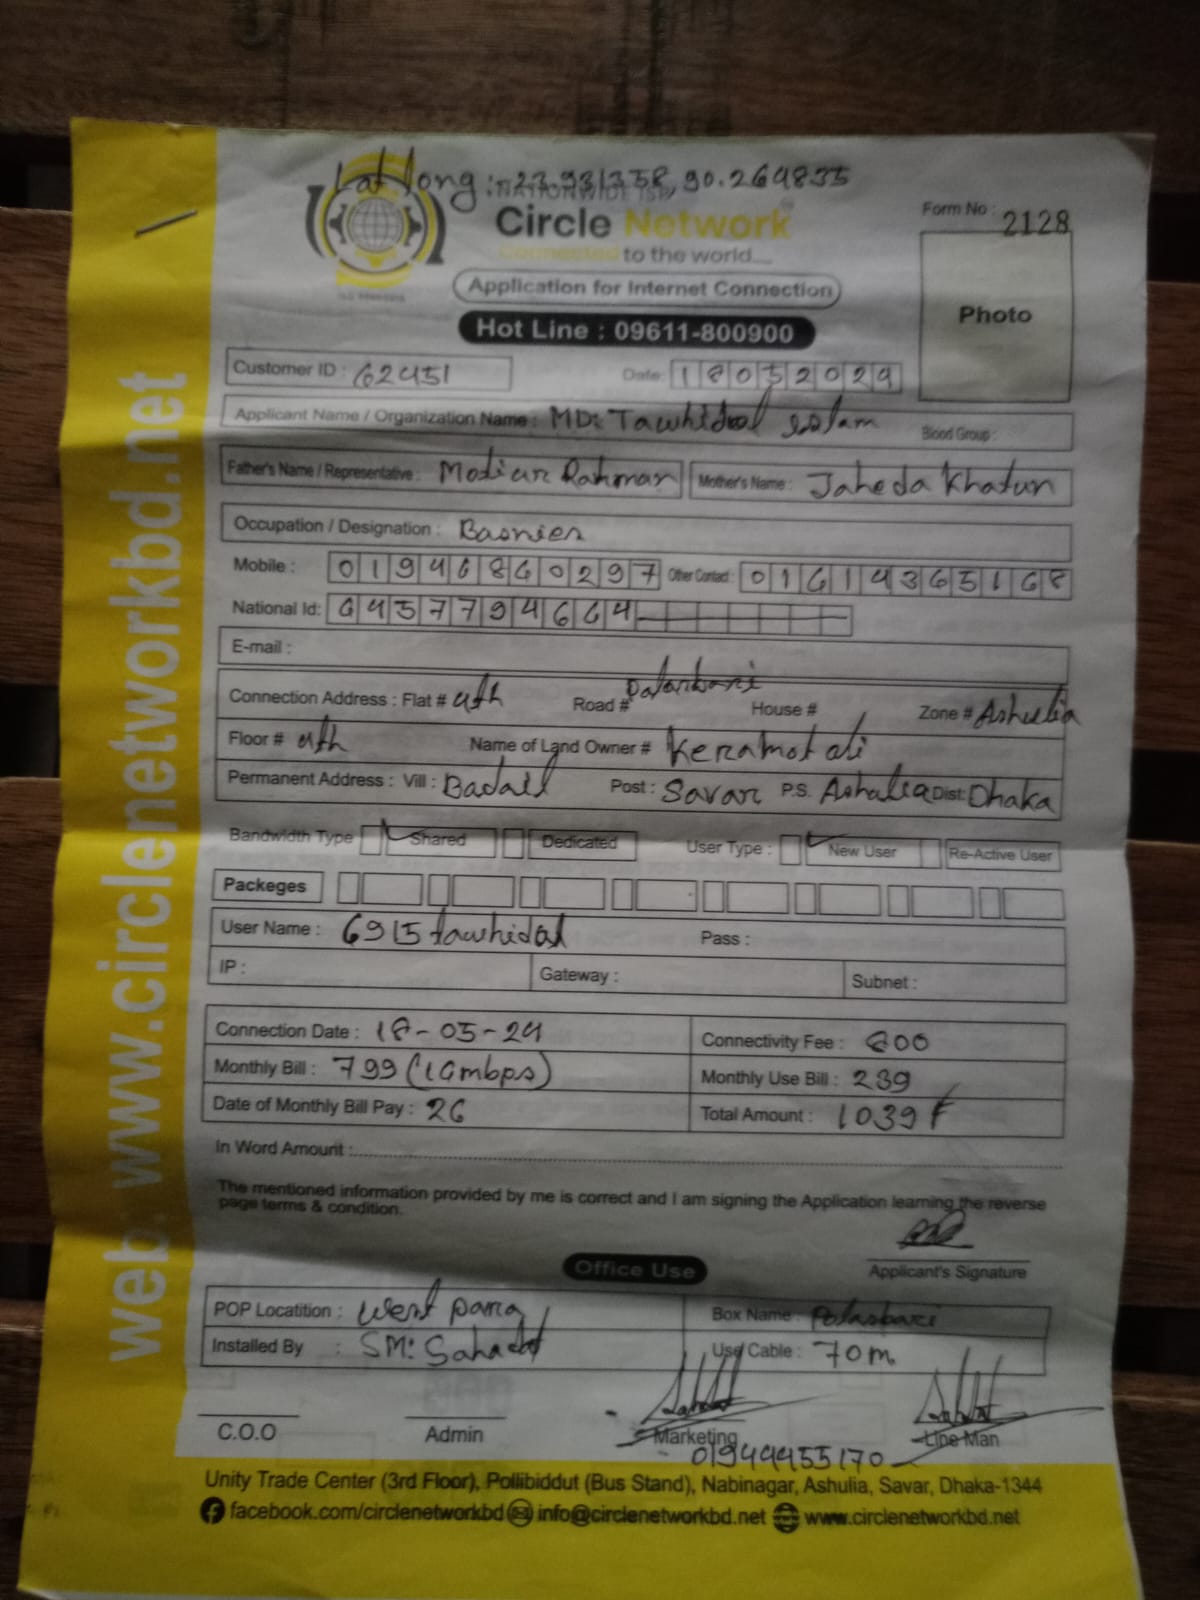 Lat long : 23.931358, 90.264835
NATIONWIDE ISP
Circle Network
Connected to the world....
Form No : 2128
Application for Internet Connection
Photo
Hot Line : 09611-800900
Customer ID : 62451
Date: 18052024
Applicant Name / Organization Name : MD: Tawhidul Islam Blood Group :
Father's Name / Representative : Motiur Rahman Mother's Name : Jaheda Khatun
Occupation / Designation :
Mobile : 01946860297 Other Contact : 01614365168
National Id: 6457794664
E-mail :
Connection Address : Flat # 4th Road # Palashbari House # Zone # Ashulia
Floor # 4th Name of Land Owner # Keramot ali
Permanent Address : Vill : Badail Post : Savar P.S. Ashulia Dist: Dhaka
Bandwidth Type Shared Dedicated User Type : New User Re-Active User
Packeges
User Name : 6915tawhidul Pass :
IP : Gateway : Subnet :
Connection Date : 18-05-24 Connectivity Fee : 800
Monthly Bill : 799 (16mbps) Monthly Use Bill : 239
Date of Monthly Bill Pay : 26 Total Amount : 1039
In Word Amount :
The mentioned information provided by me is correct and I am signing the Application learning the reverse
page terms & condition.
Applicant's Signature
Office Use
POP Locatition : West para Box Name : Palasbari
Installed By : SM: Sahadat Use Cable : 70m
C.O.O Admin Marketing Line Man
01944455170
Unity Trade Center (3rd Floor), Pollibiddut (Bus Stand), Nabinagar, Ashulia, Savar, Dhaka-1344
facebook.com/circlenetworkbd info@circlenetworkbd.net www.circlenetworkbd.net
web: www.circlenetworkbd.net